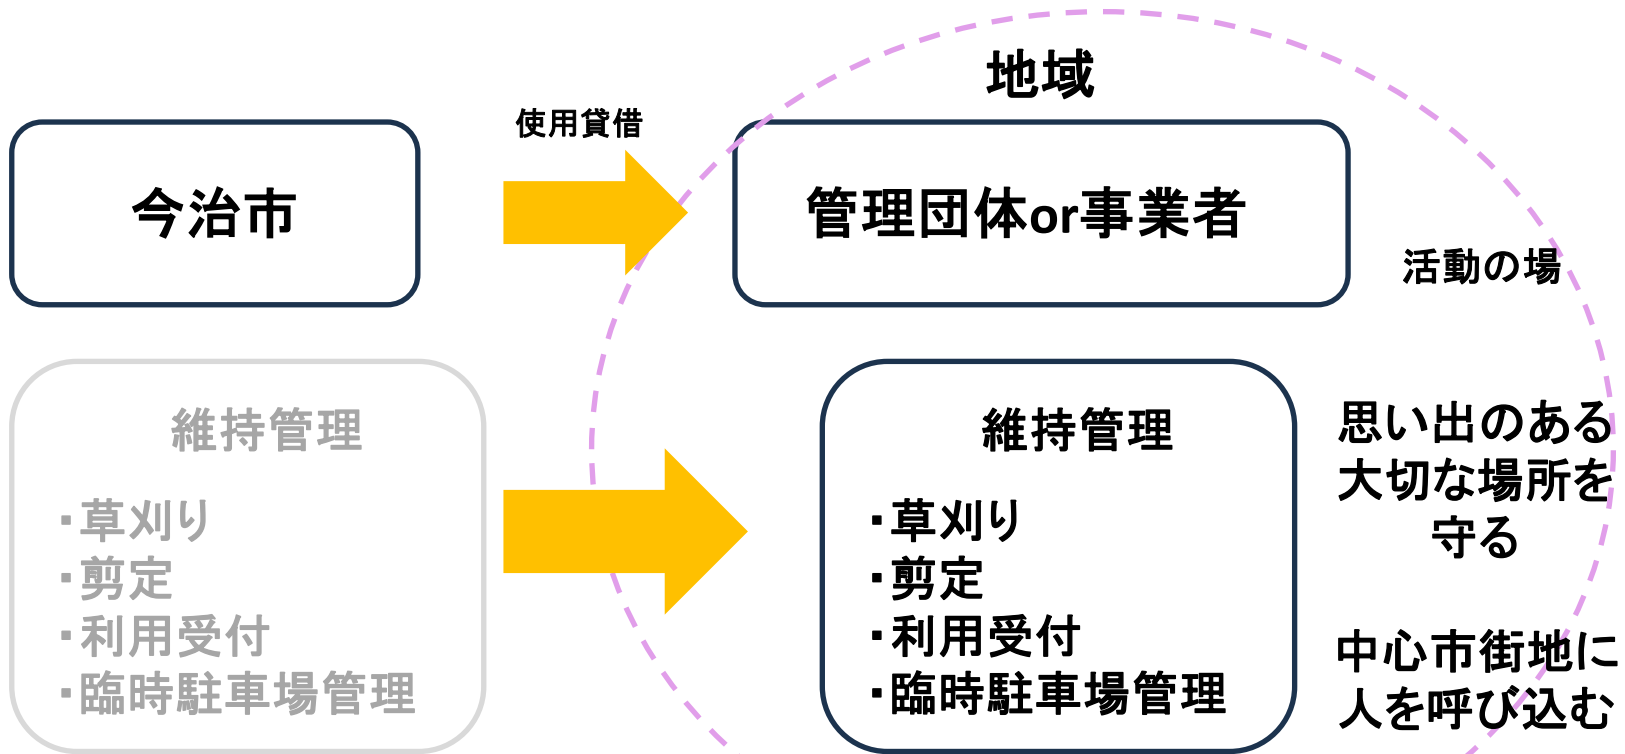 地域
使用貸借
今治市
管理団体or事業者
活動の場
維持管理
・草刈り
・剪定
・利用受付
・臨時駐車場管理
維持管理
・草刈り
・剪定
・利用受付
・臨時駐車場管理
思い出のある
大切な場所を
守る
中心市街地に
人を呼び込む